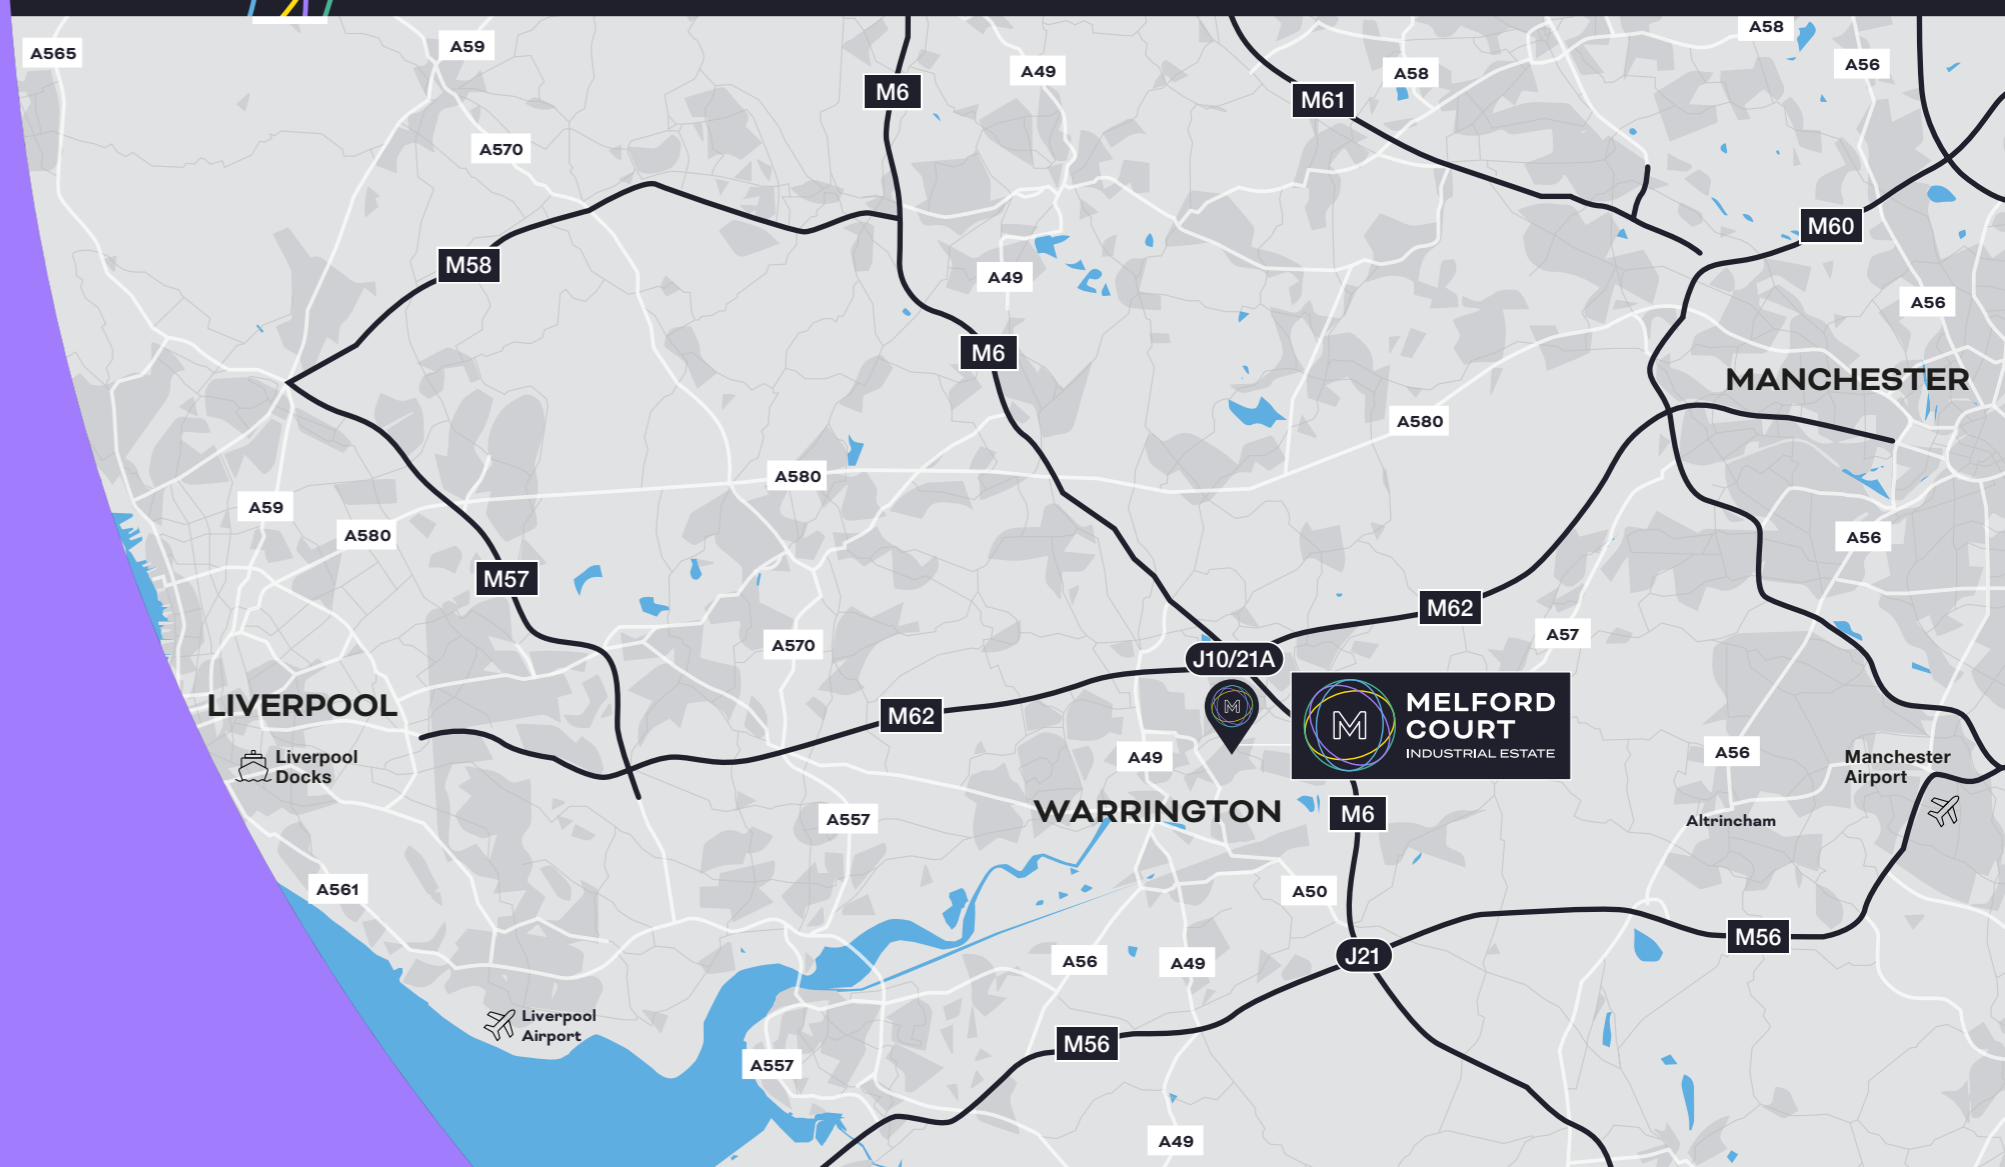 A565
A59
M6
A49
M61
A58
A58
A56
A570
M58
A49
M60
A56
M6
MANCHESTER
A580
A580
A59
A580
A56
M57
M62
A57
A570
J10/21A
LIVERPOOL
M62
M
M
MELFORD
COURT
INDUSTRIAL ESTATE
Liverpool
Docks
A49
A56
Manchester
Airport
WARRINGTON
M6
A557
Altrincham
A561
A50
M56
J21
A56
A49
Liverpool
Airport
M56
A557
A49